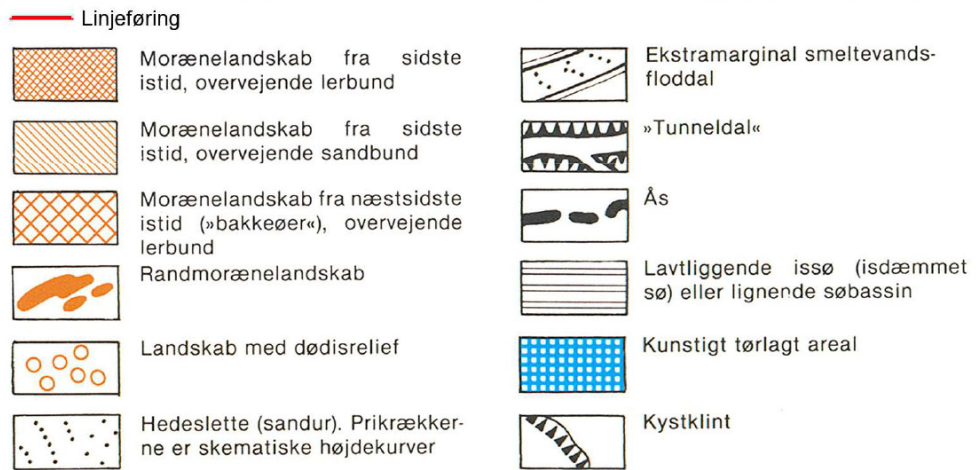 Linjeføring
Morænelandskab fra sidste
istid, overvejende lerbund
Morænelandskab fra sidste
istid, overvejende sandbund
Morænelandskab fra næstsidste
istid (»bakkeøer«), overvejende
lerbund
Randmorænelandskab
Landskab med dødisrelief
Hedeslette (sandur). Prikrækker-
ne er skematiske højdekurver
Ekstramarginal smeltevands-
floddal
»Tunneldal«
Ås
Lavtliggende issø (isdæmmet
sø) eller lignende søbassin
Kunstigt tørlagt areal
Kystklint